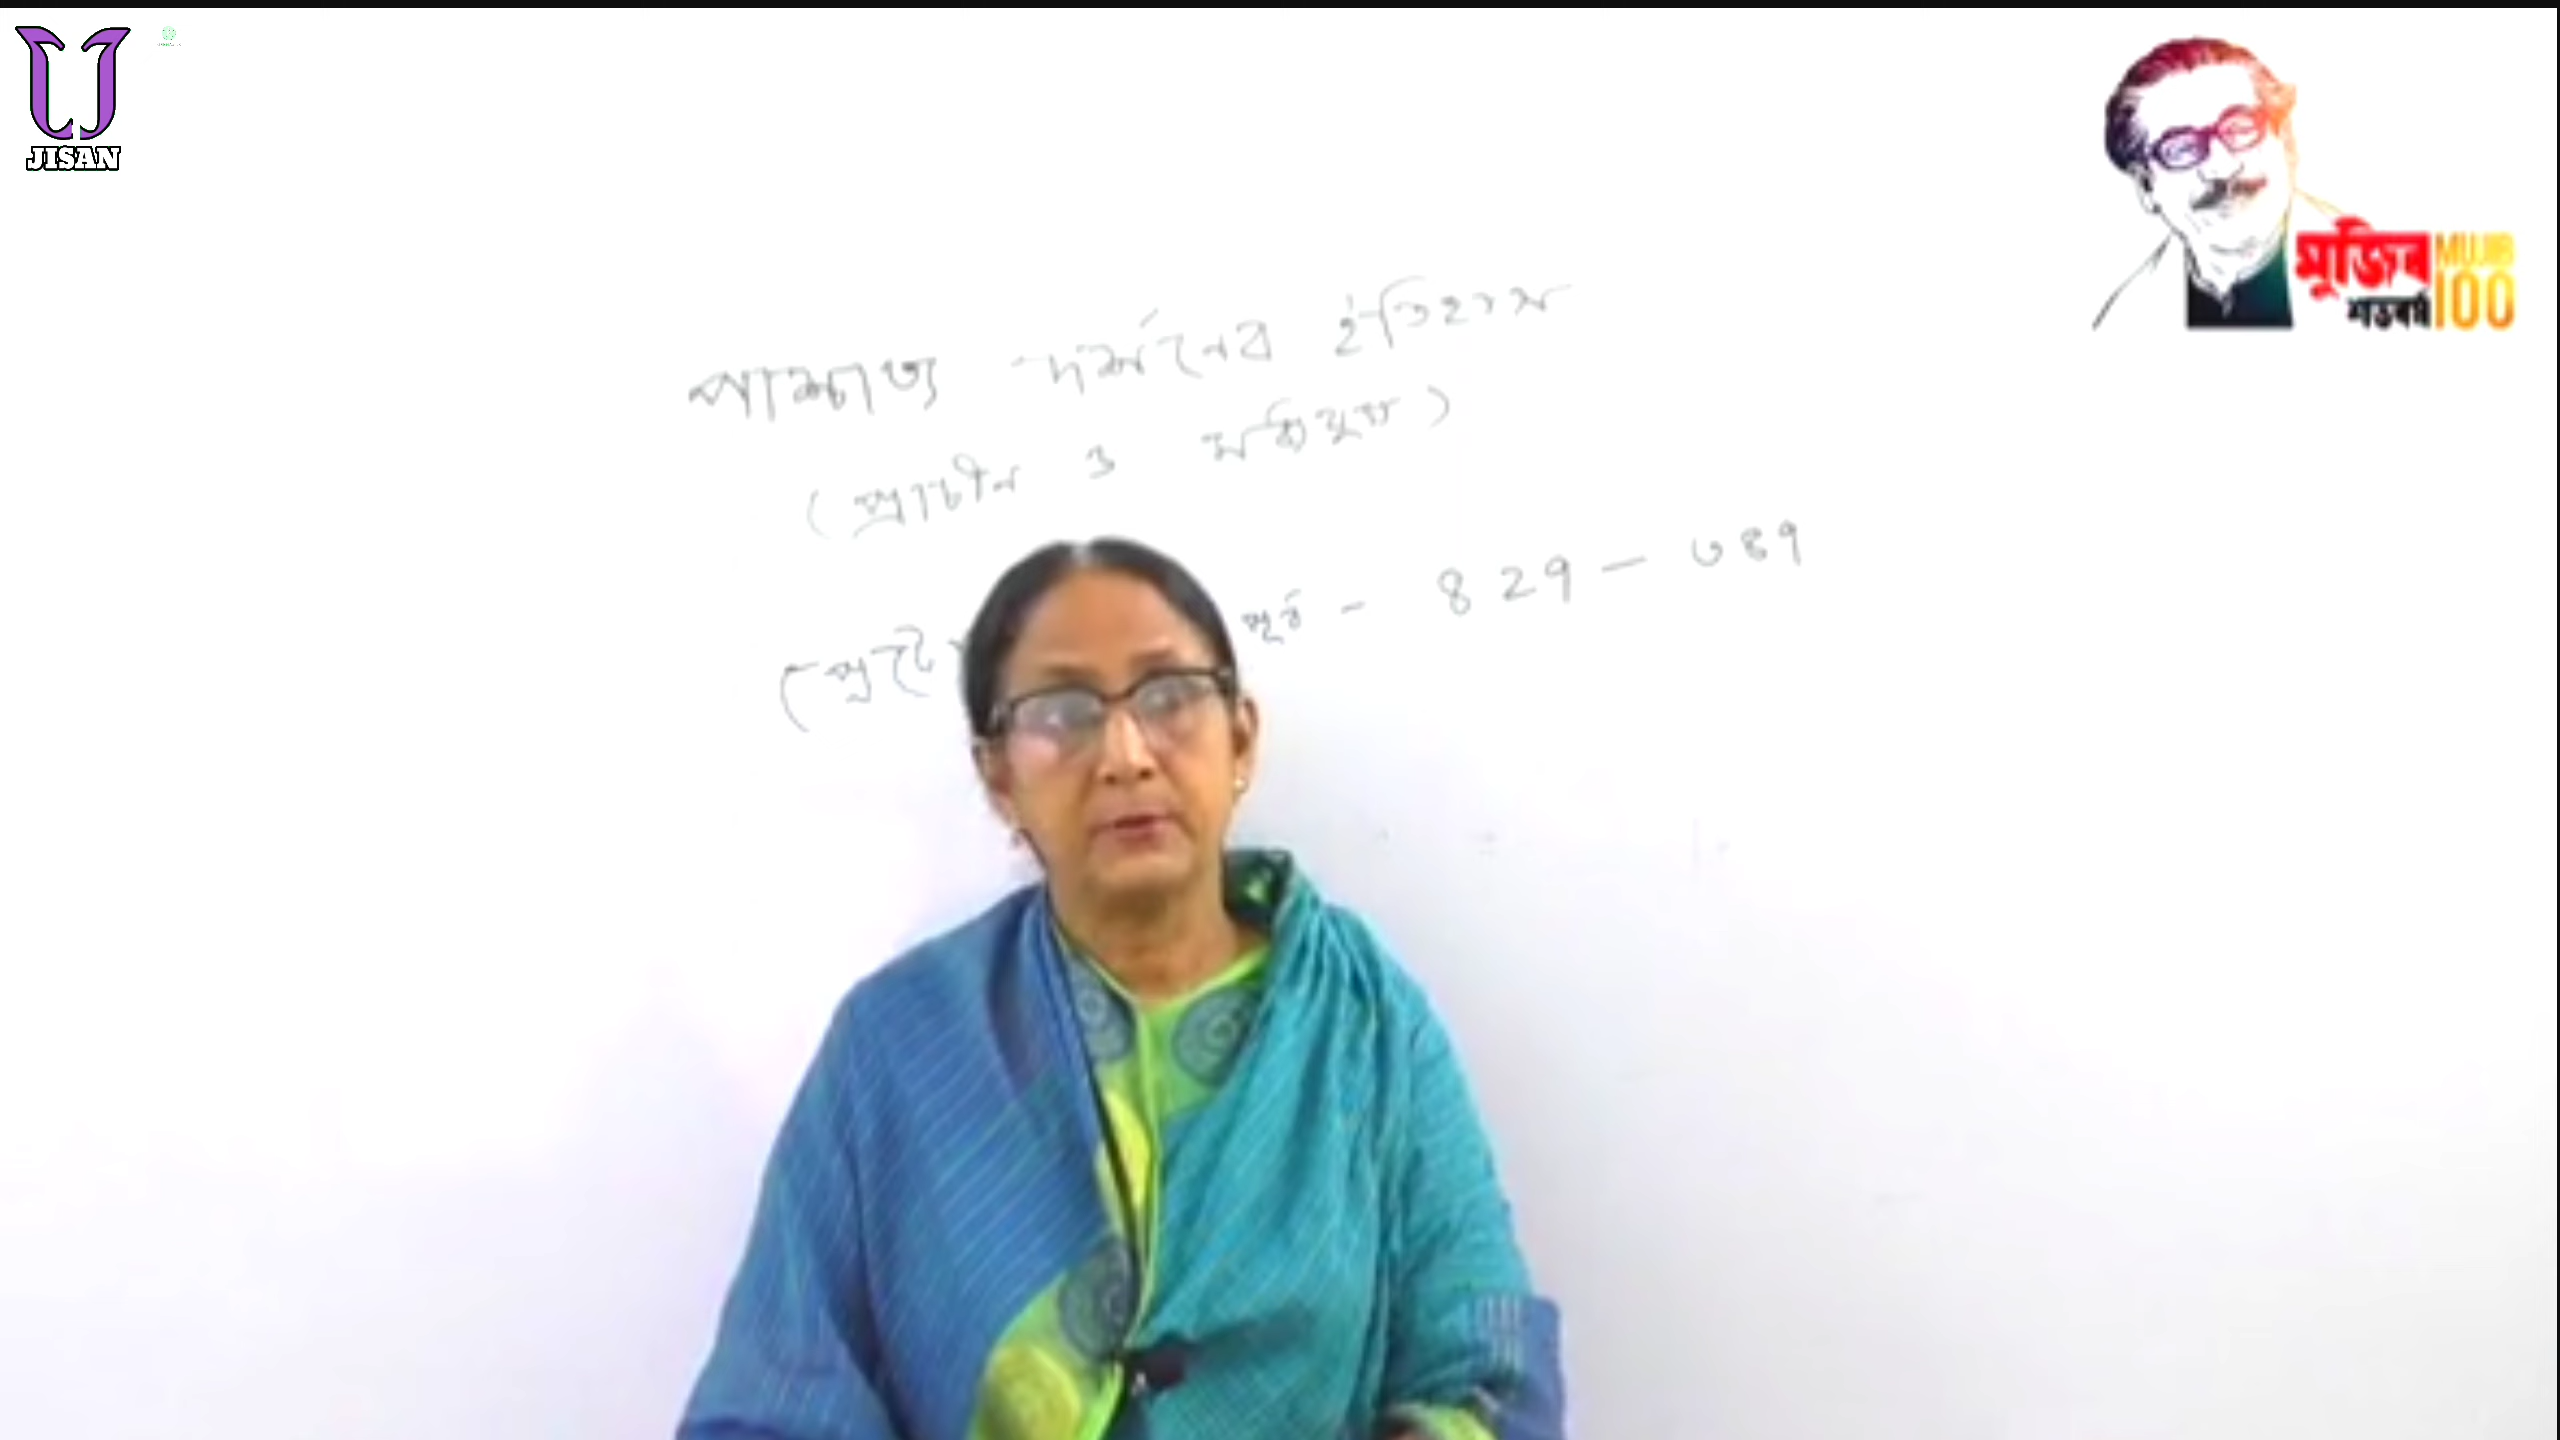 JISAN
মুজিব MUJIB
শতবর্ষ 100
পাশ্চাত্য দর্শনের ইতিহাস
(প্রাচীন ও মধ্যযুগ)
পূর্ব - ৪২৭ — ৩৪৭